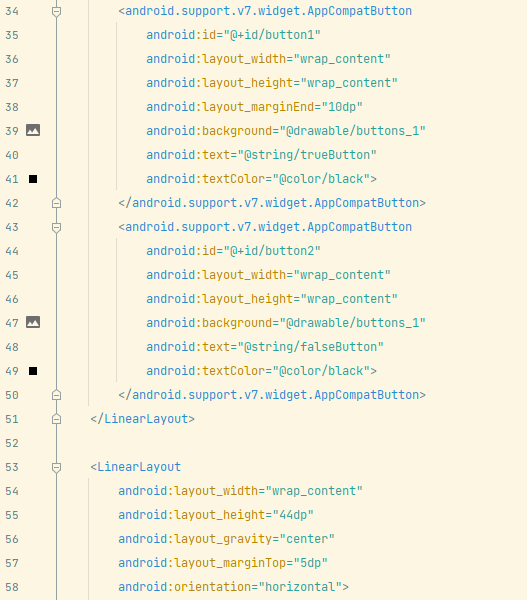 34 <android.support.v7.widget.AppCompatButton
35 android:id="@+id/button1"
36 android:layout_width="wrap_content"
37 android:layout_height="wrap_content"
38 android:layout_marginEnd="10dp"
39 android:background="@drawable/buttons_1"
40 android:text="@string/trueButton"
41 android:textColor="@color/black">
42 </android.support.v7.widget.AppCompatButton>
43 <android.support.v7.widget.AppCompatButton
44 android:id="@+id/button2"
45 android:layout_width="wrap_content"
46 android:layout_height="wrap_content"
47 android:background="@drawable/buttons_1"
48 android:text="@string/falseButton"
49 android:textColor="@color/black">
50 </android.support.v7.widget.AppCompatButton>
51 </LinearLayout>
52
53 <LinearLayout
54 android:layout_width="wrap_content"
55 android:layout_height="44dp"
56 android:layout_gravity="center"
57 android:layout_marginTop="5dp"
58 android:orientation="horizontal">